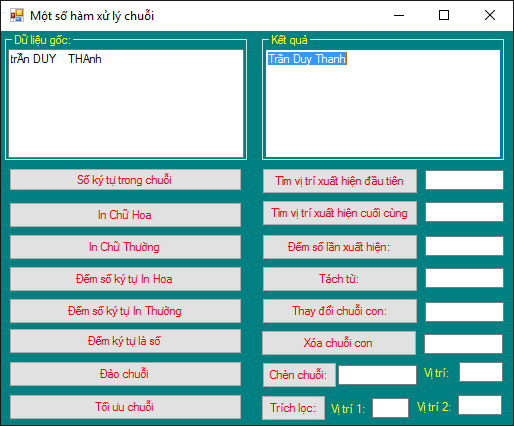 Một số hàm xử lý chuỗi
Dữ liệu gốc:
trẦn DUY    THAnh
Kết quả
Trần Duy Thanh
Số ký tự trong chuỗi
In Chữ Hoa
In Chữ Thường
Đếm số ký tự In Hoa
Đếm số ký tự In Thường
Đếm ký tự là số
Đảo chuỗi
Tối ưu chuỗi
Tìm vị trí xuất hiện đầu tiên
Tìm vị trí xuất hiện cuối cùng
Đếm số lần xuất hiện:
Tách từ:
Thay đổi chuỗi con:
Xóa chuỗi con
Chèn chuỗi: Vị trí:
Trích lọc: Vị trí 1: Vị trí 2: